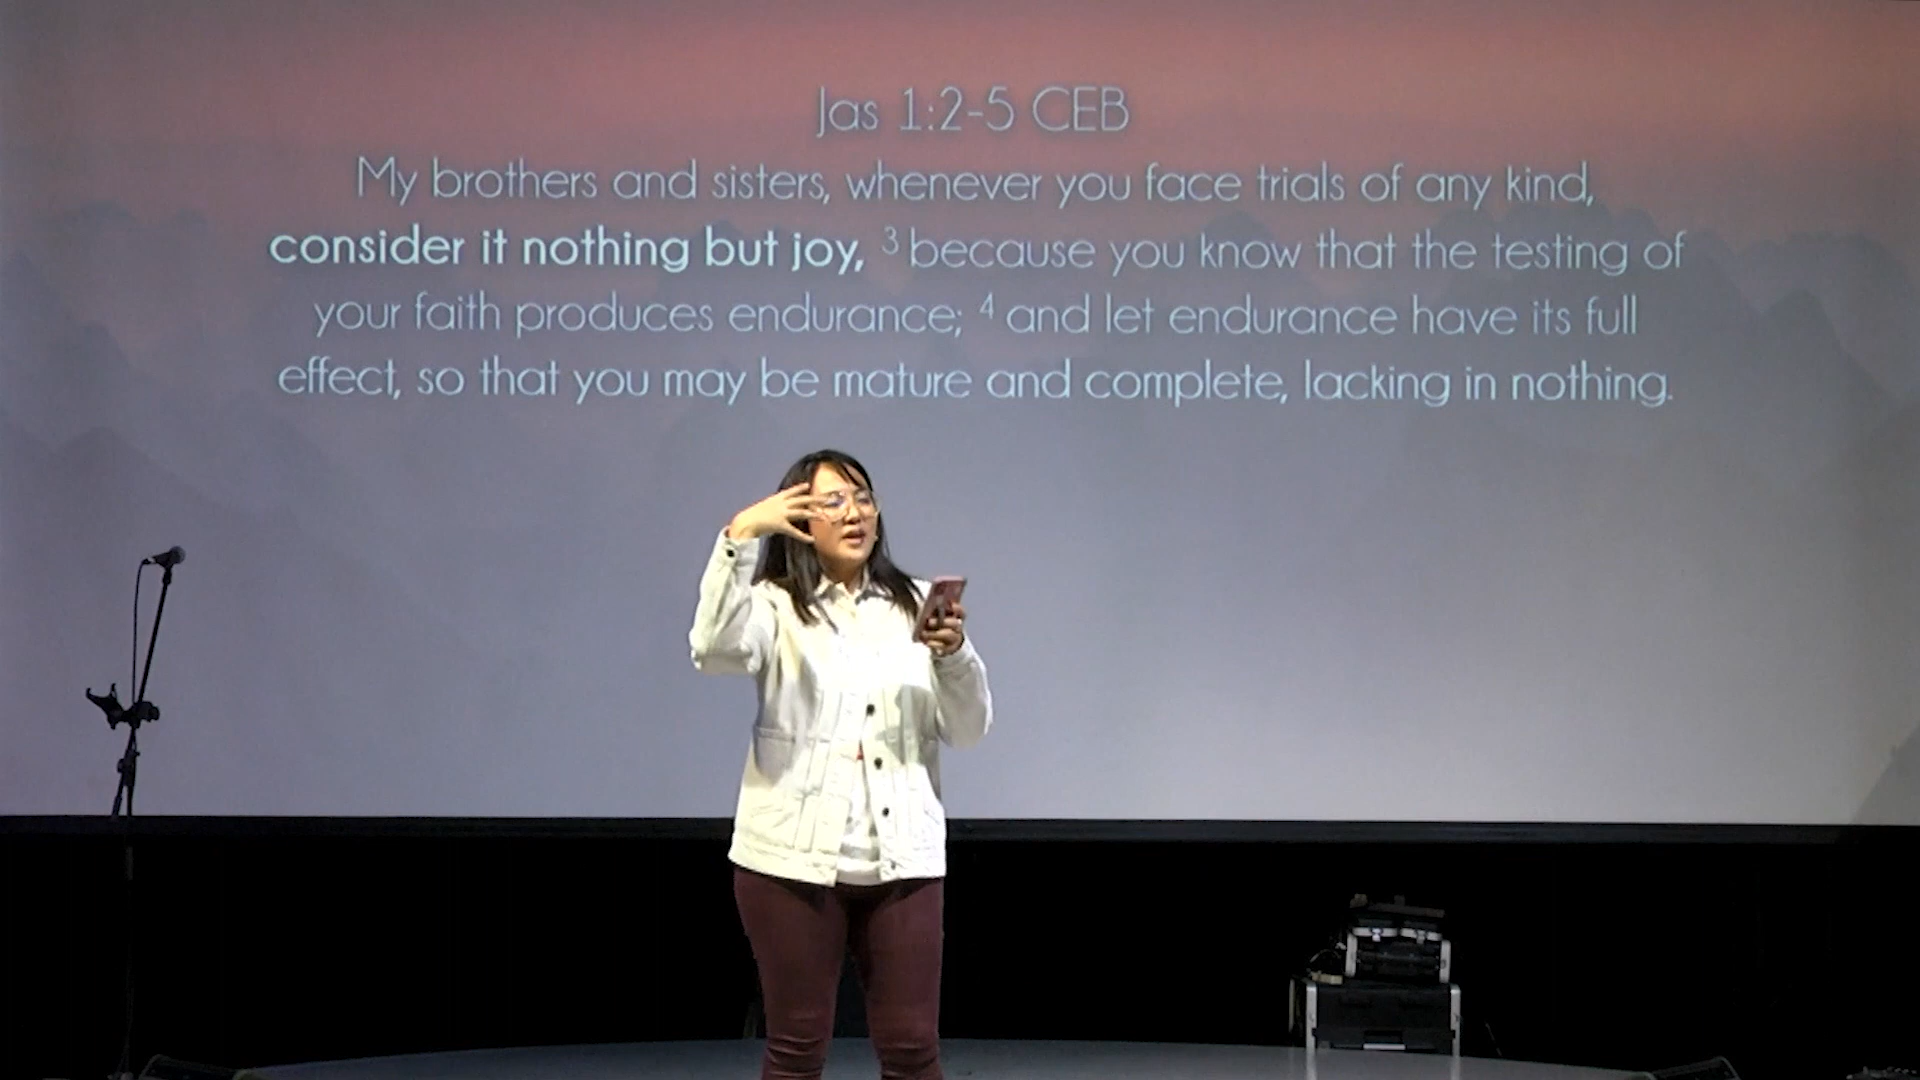 Jas 1:2-5 CEB
My brothers and sisters, whenever you face trials of any kind,
consider it nothing but joy, 3 because you know that the testing of
your faith produces endurance; 4 and let endurance have its full
effect, so that you may be mature and complete, lacking in nothing.